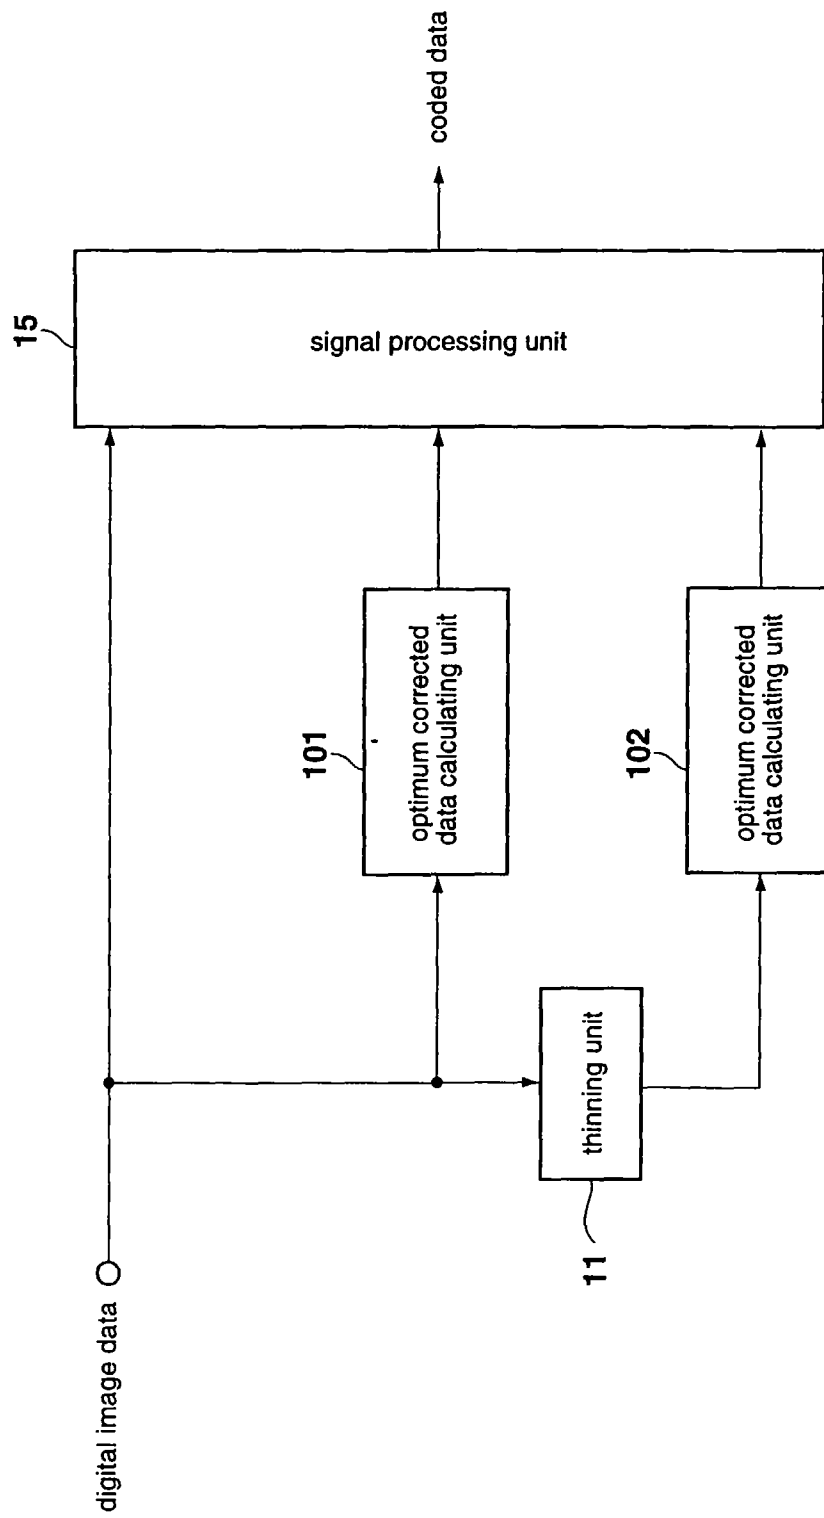 digital image data
11
thinning unit
101
optimum corrected
data calculating unit
102
optimum corrected
data calculating unit
15
signal processing unit
coded data